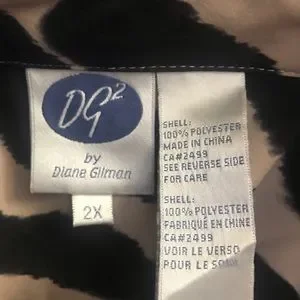 DG2
by
Diane Gilman
2X
SHELL:
100% POLYESTER
MADE IN CHINA
CA#2499
SEE REVERSE SIDE
FOR CARE
SHELL:
100% POLYESTER
FABRIQUÉ EN CHINE
CA#2499
VOIR LE VERSO
POUR LE SOIN